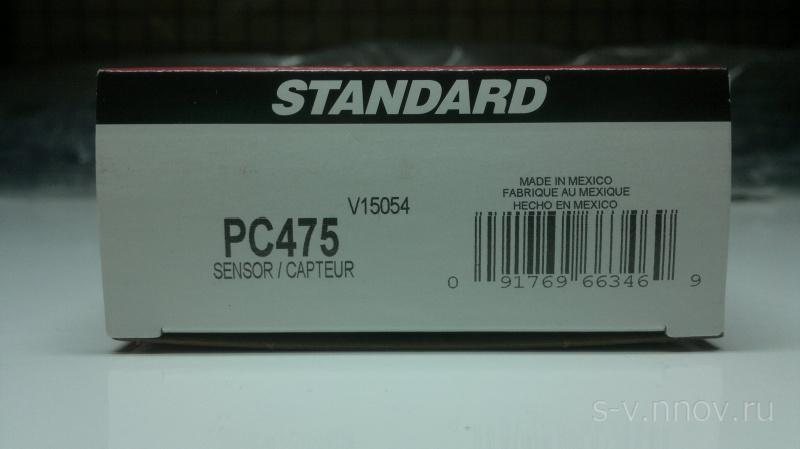 STANDARD®
V15054
PC475
SENSOR / CAPTEUR
MADE IN MEXICO
FABRIQUE AU MEXIQUE
HECHO EN MEXICO
0 91769 66346 9
s-v.nnov.ru